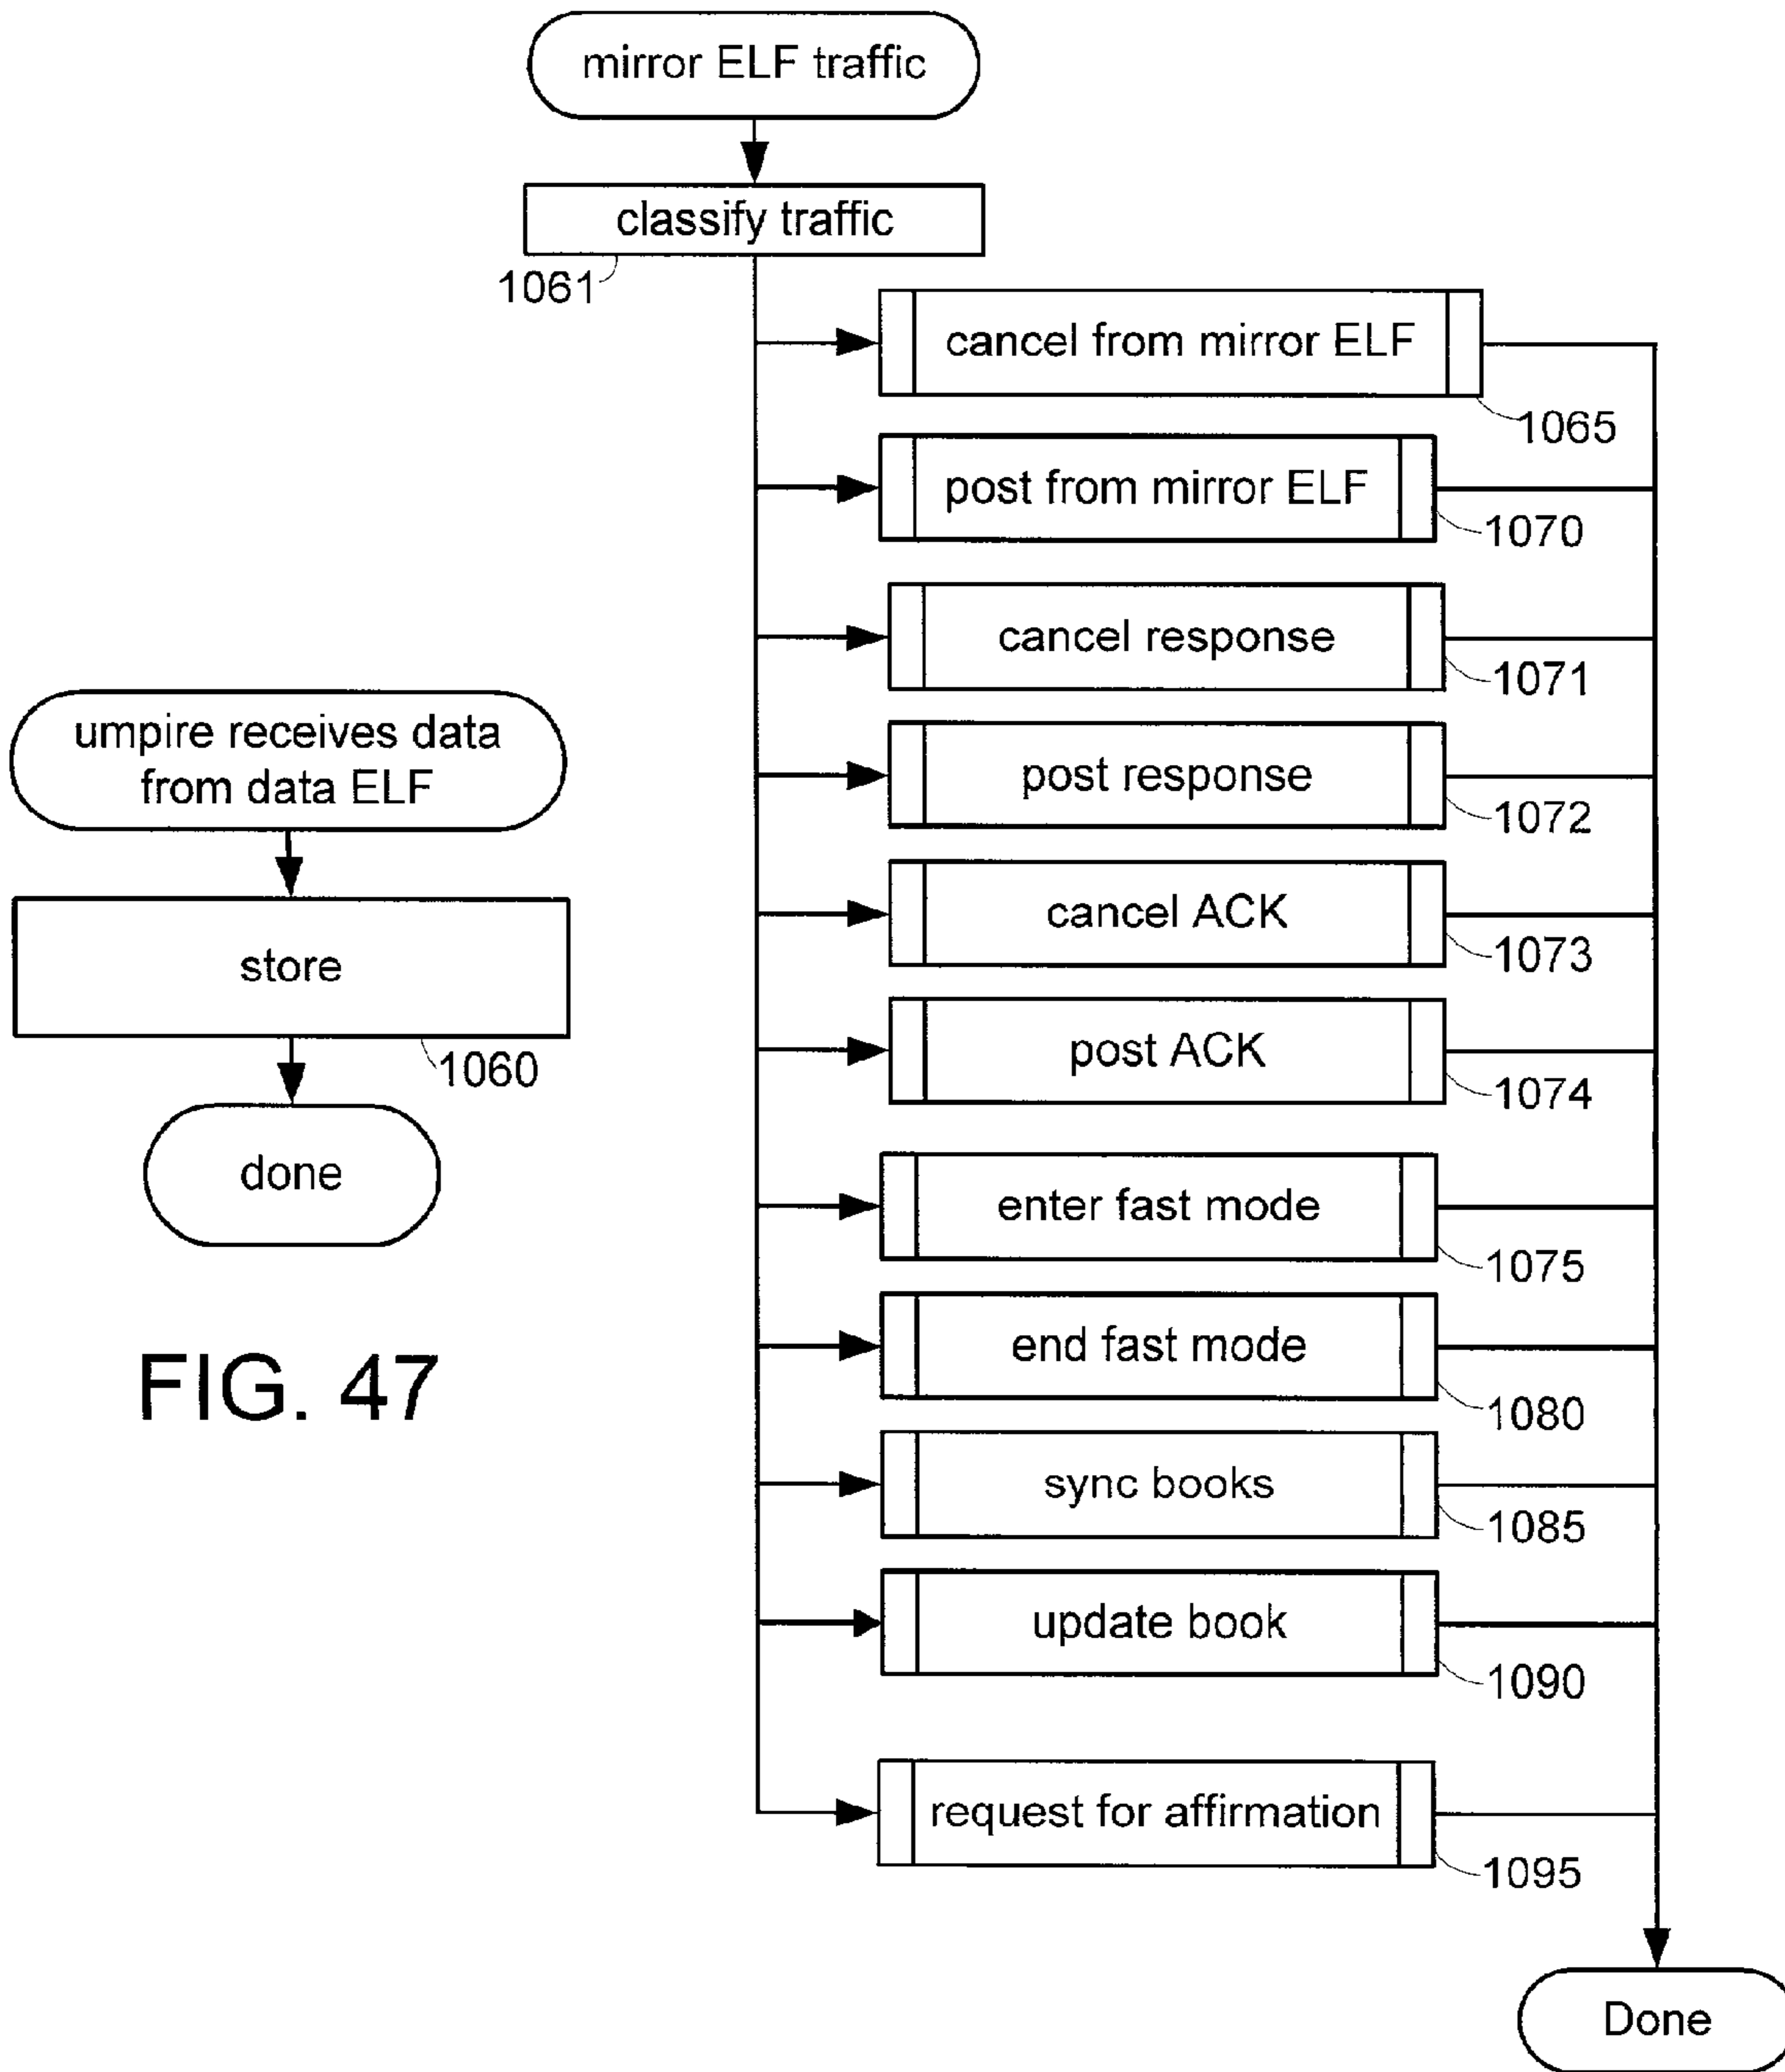 mirror ELF traffic
classify traffic
1061
cancel from mirror ELF
1065
post from mirror ELF
1070
cancel response
1071
post response
1072
cancel ACK
1073
post ACK
1074
enter fast mode
1075
end fast mode
1080
sync books
1085
update book
1090
request for affirmation
1095
Done
umpire receives data
from data ELF
store
1060
done
FIG. 47